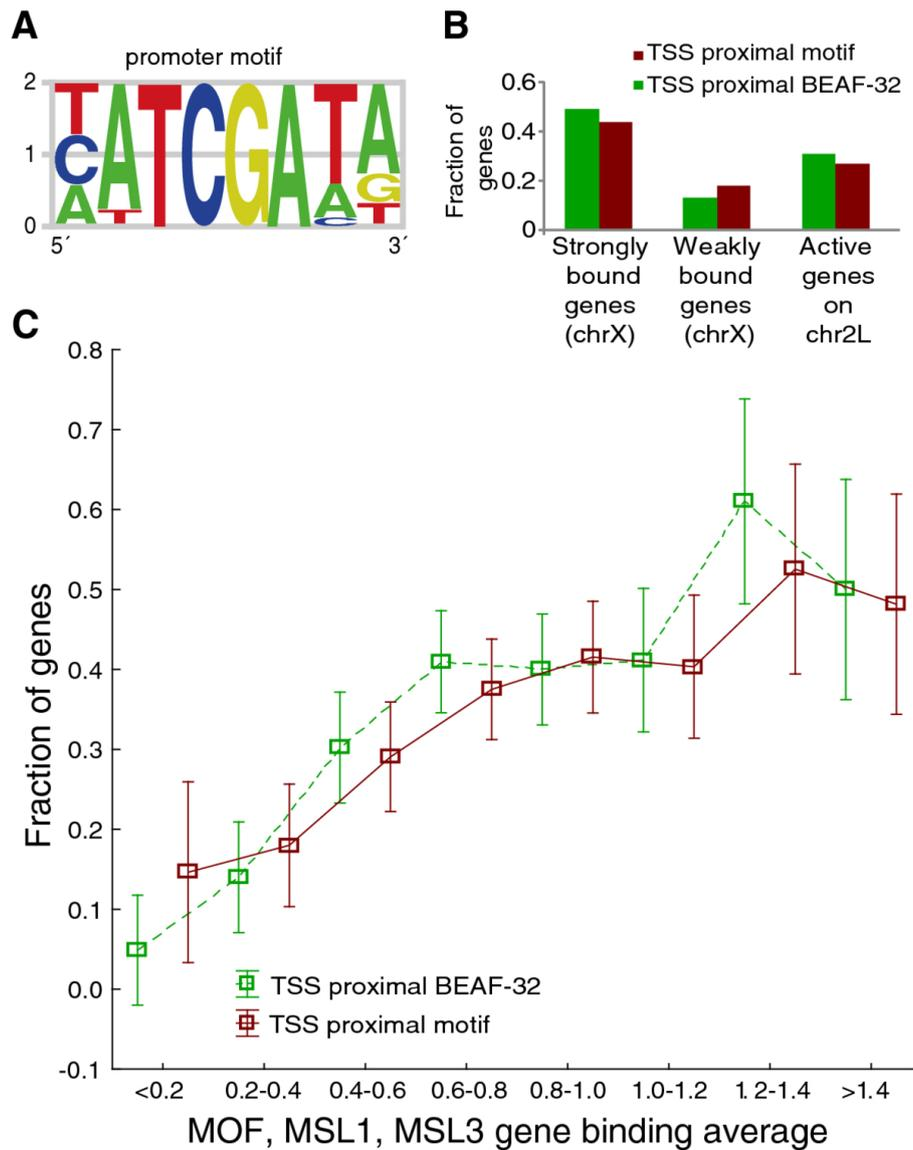 A
promoter motif
2
1
0
TATCGATA
CTAG
ACT
5´
3´
B
TSS proximal motif
TSS proximal BEAF-32
Fraction of
genes
0.6
0.4
0.2
0
Strongly
bound
genes
(chrX)
Weakly
bound
genes
(chrX)
Active
genes
on
chr2L
C
Fraction of genes
0.8
0.7
0.6
0.5
0.4
0.3
0.2
0.1
0.0
-0.1
TSS proximal BEAF-32
TSS proximal motif
<0.2 0.2-0.4 0.4-0.6 0.6-0.8 0.8-1.0 1.0-1.2 1.2-1.4 >1.4
MOF, MSL1, MSL3 gene binding average